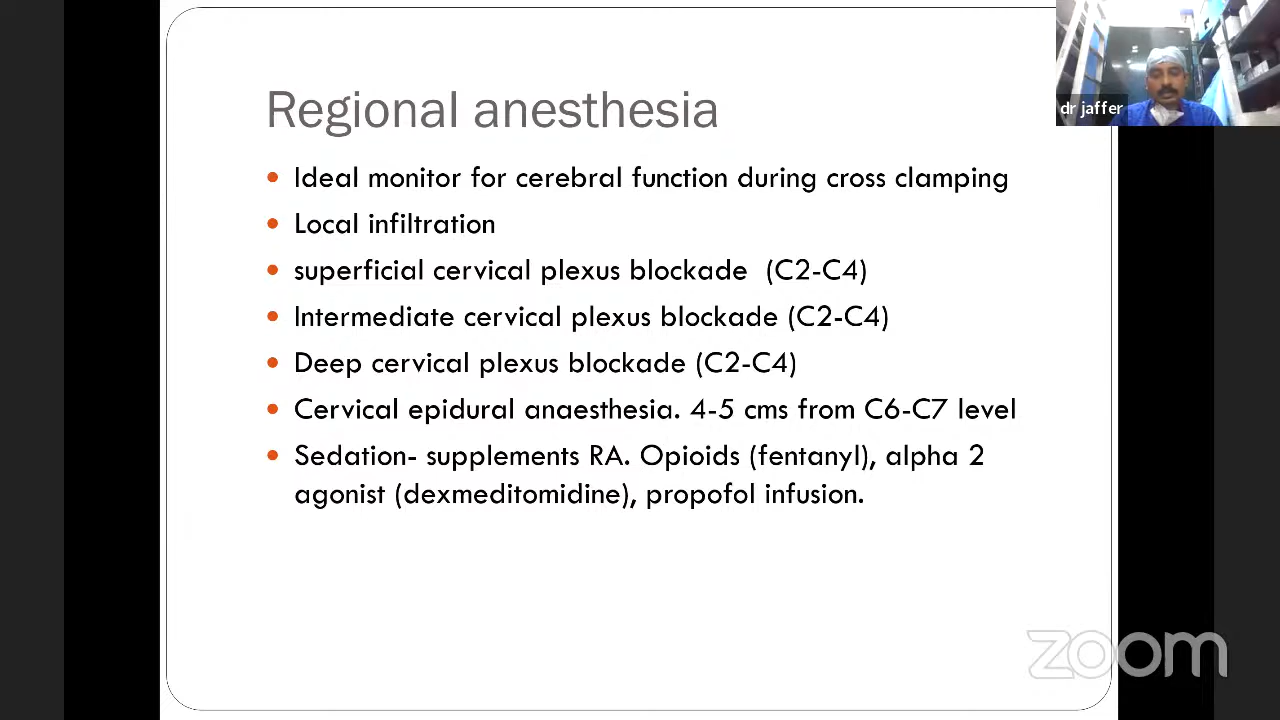 Regional anesthesia
dr jaffer
Ideal monitor for cerebral function during cross clamping
Local infiltration
superficial cervical plexus blockade (C2-C4)
Intermediate cervical plexus blockade (C2-C4)
Deep cervical plexus blockade (C2-C4)
Cervical epidural anaesthesia. 4-5 cms from C6-C7 level
Sedation- supplements RA. Opioids (fentanyl), alpha 2
agonist (dexmeditomidine), propofol infusion.
zoom